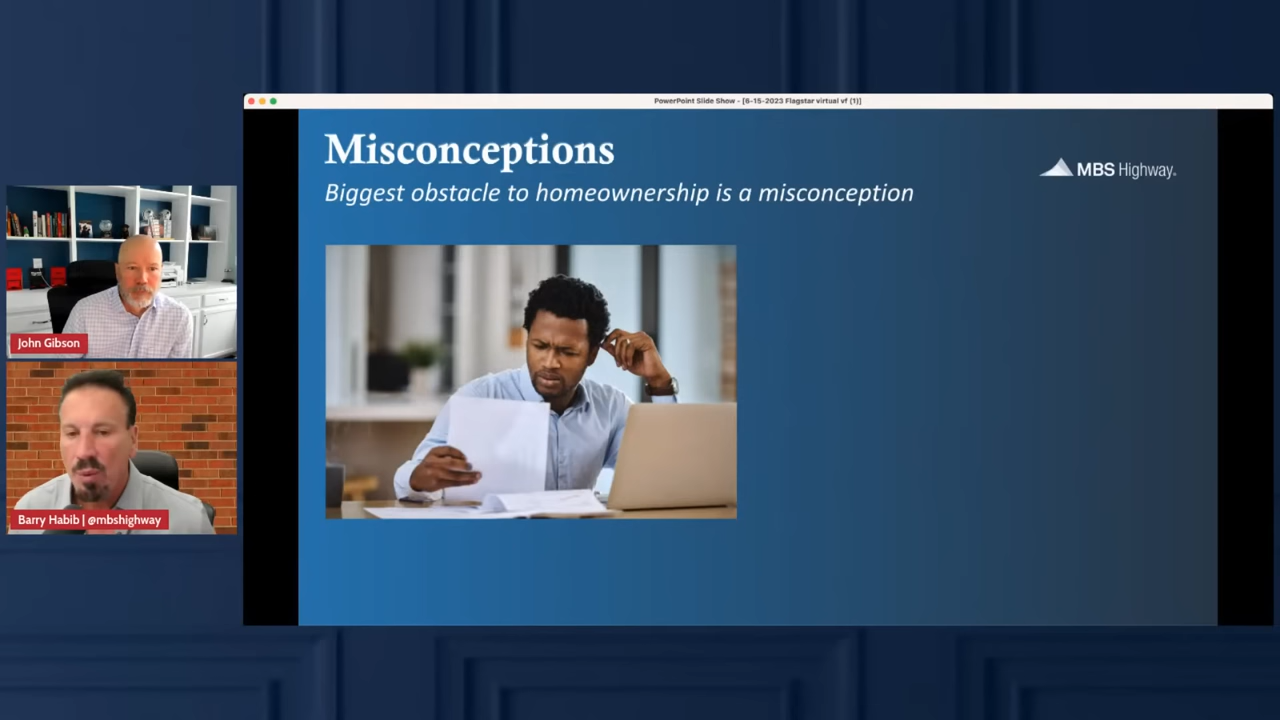 PowerPoint Slide Show - [6-15-2023 Flagstar virtual vf (1)]
Misconceptions
Biggest obstacle to homeownership is a misconception
MBS Highway.
John Gibson
Barry Habib | @mbshighway